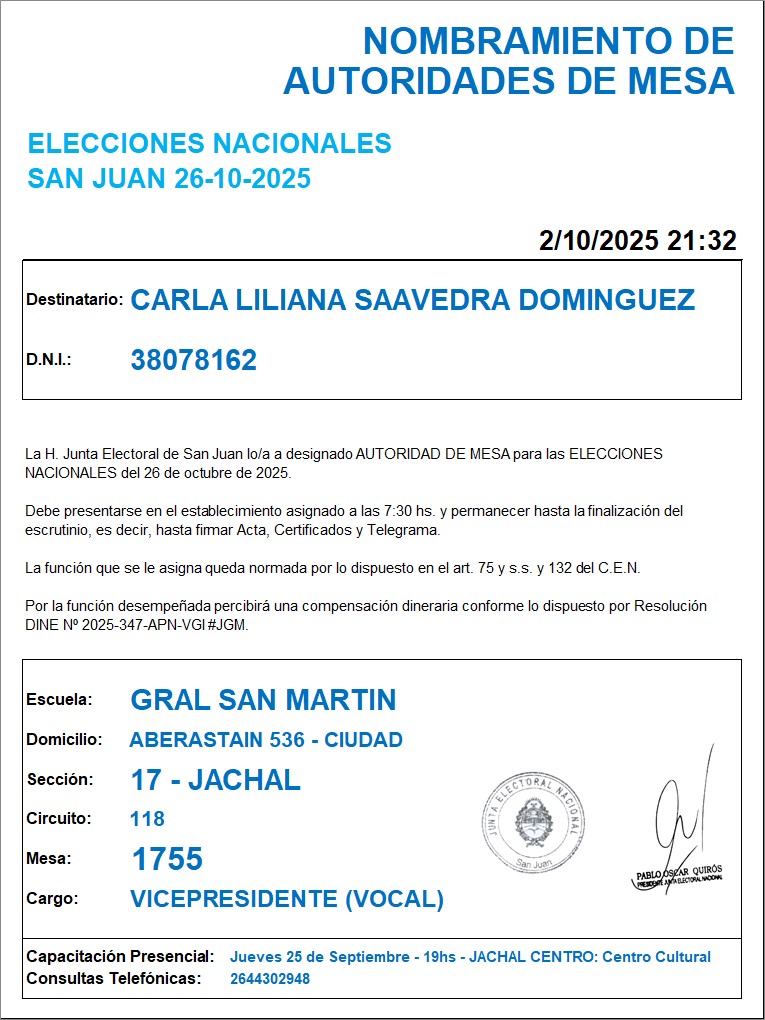 NOMBRAMIENTO DE
AUTORIDADES DE MESA
ELECCIONES NACIONALES
SAN JUAN 26-10-2025
2/10/2025 21:32
Destinatario: CARLA LILIANA SAAVEDRA DOMINGUEZ
D.N.I.: 38078162
La H. Junta Electoral de San Juan lo/a a designado AUTORIDAD DE MESA para las ELECCIONES
NACIONALES del 26 de octubre de 2025.
Debe presentarse en el establecimiento asignado a las 7:30 hs. y permanecer hasta la finalización del
escrutinio, es decir, hasta firmar Acta, Certificados y Telegrama.
La función que se le asigna queda normada por lo dispuesto en el art. 75 y s.s. y 132 del C.E.N.
Por la función desempeñada percibirá una compensación dineraria conforme lo dispuesto por Resolución
DINE Nº 2025-347-APN-VGI#JGM.
Escuela: GRAL SAN MARTIN
Domicilio: ABERASTAIN 536 - CIUDAD
Sección: 17 - JACHAL
Circuito: 118
Mesa: 1755
Cargo: VICEPRESIDENTE (VOCAL)
JUNTA ELECTORAL NACIONAL
San Juan
PABLO OSCAR QUIRÓS
PRESIDENTE JUNTA ELECTORAL NACIONAL
Capacitación Presencial: Jueves 25 de Septiembre - 19hs - JACHAL CENTRO: Centro Cultural
Consultas Telefónicas: 2644302948